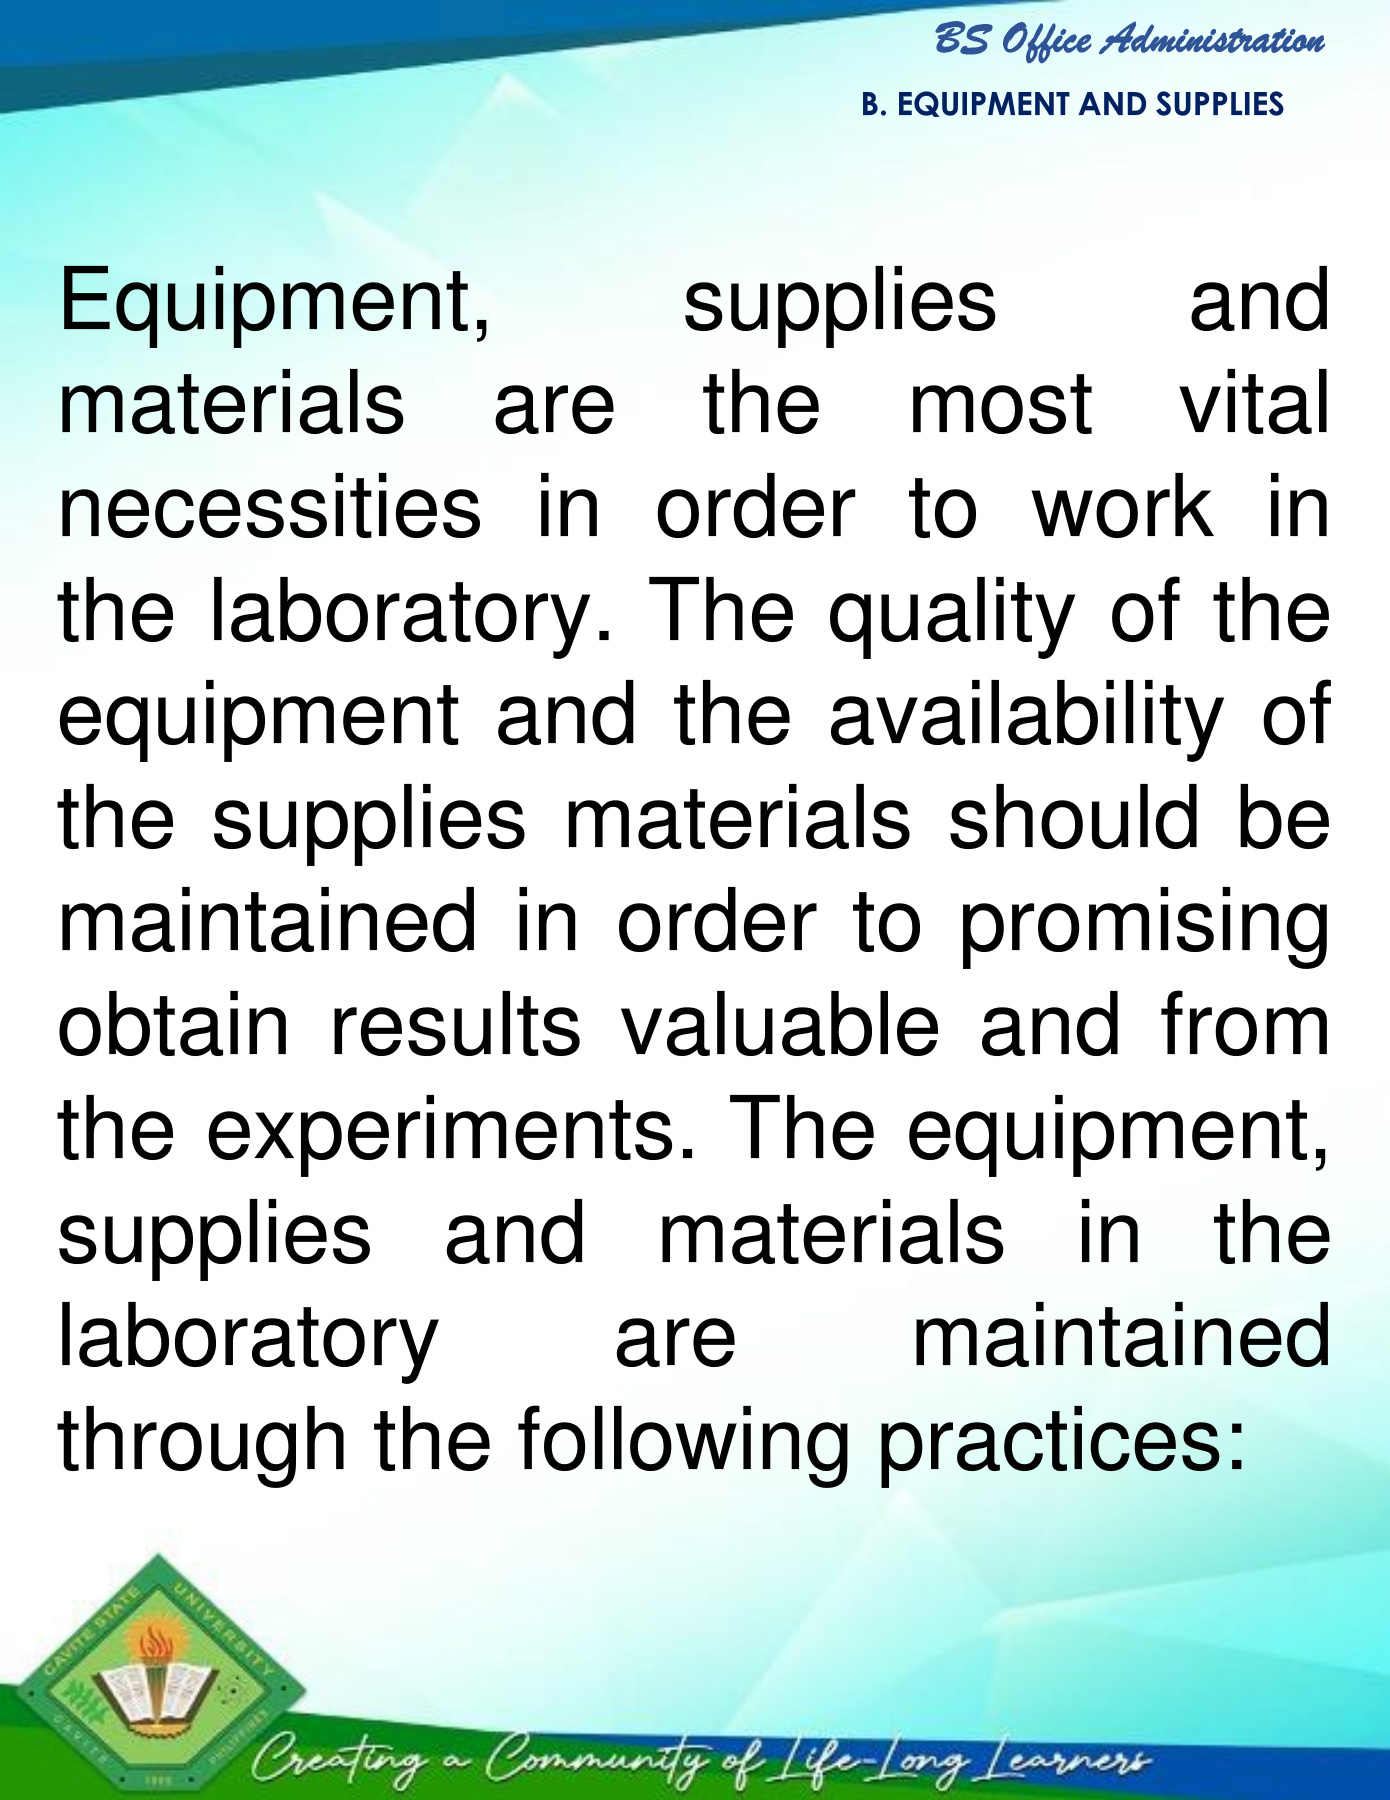 BS Office Administration
B. EQUIPMENT AND SUPPLIES
Equipment, supplies and
materials are the most vital
necessities in order to work in
the laboratory. The quality of the
equipment and the availability of
the supplies materials should be
maintained in order to promising
obtain results valuable and from
the experiments. The equipment,
supplies and materials in the
laboratory are maintained
through the following practices:
CAVITE STATE UNIVERSITY
CAVITE PHILIPPINES
Creating a Community of Life-Long Learners